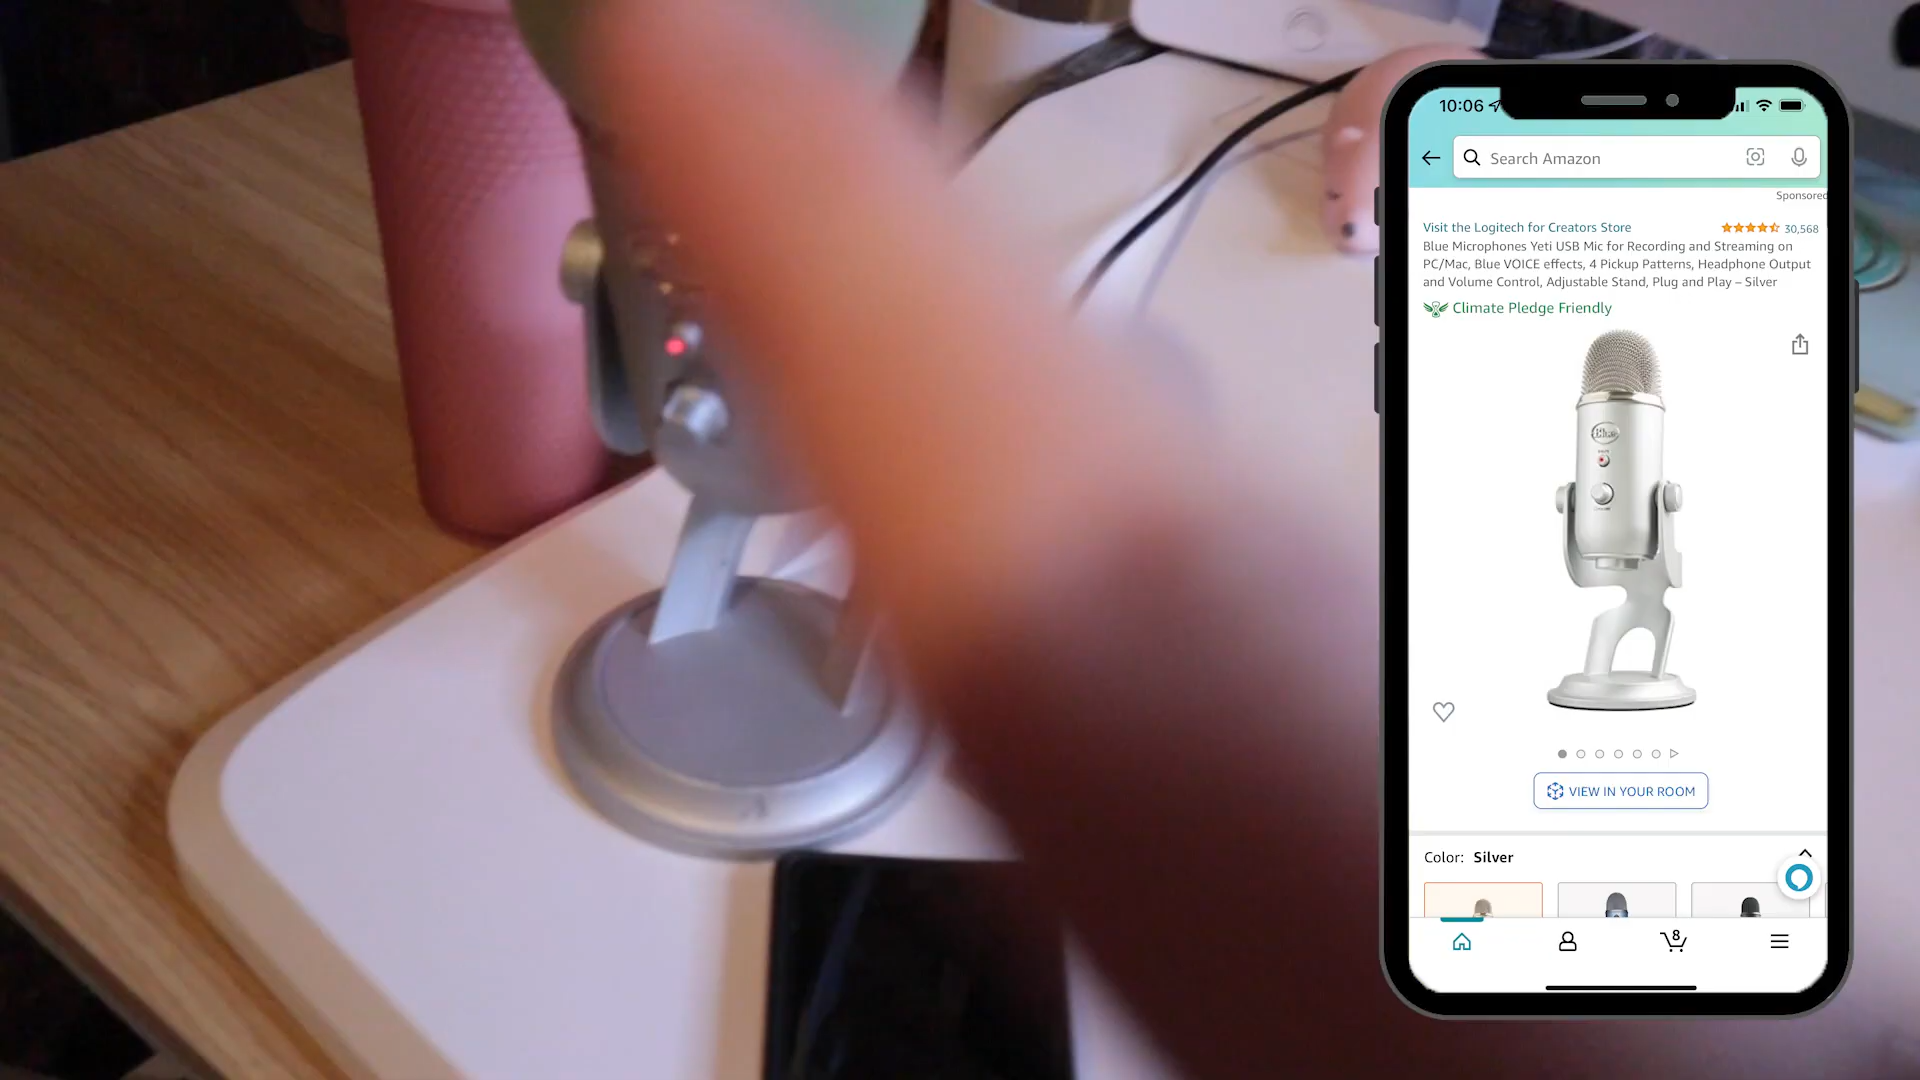 10:06
Search Amazon
Sponsored
Visit the Logitech for Creators Store
30,568
Blue Microphones Yeti USB Mic for Recording and Streaming on
PC/Mac, Blue VOICE effects, 4 Pickup Patterns, Headphone Output
and Volume Control, Adjustable Stand, Plug and Play – Silver
Climate Pledge Friendly
Blue
VIEW IN YOUR ROOM
Color: Silver
8